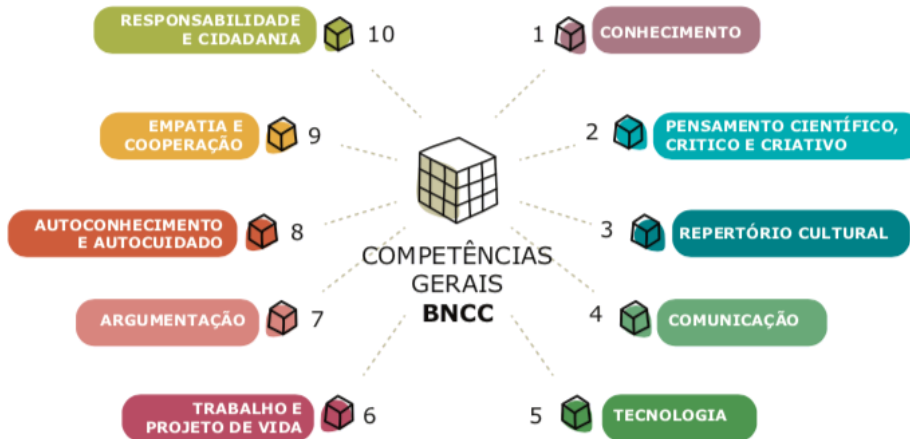 RESPONSABILIDADE
E CIDADANIA
10
1
CONHECIMENTO
EMPATIA E
COOPERAÇÃO
9
2
PENSAMENTO CIENTÍFICO,
CRITICO E CRIATIVO
AUTOCONHECIMENTO
E AUTOCUIDADO
8
3
REPERTÓRIO CULTURAL
COMPETÊNCIAS
GERAIS
BNCC
ARGUMENTAÇÃO
7
4
COMUNICAÇÃO
TRABALHO E
PROJETO DE VIDA
6
5
TECNOLOGIA